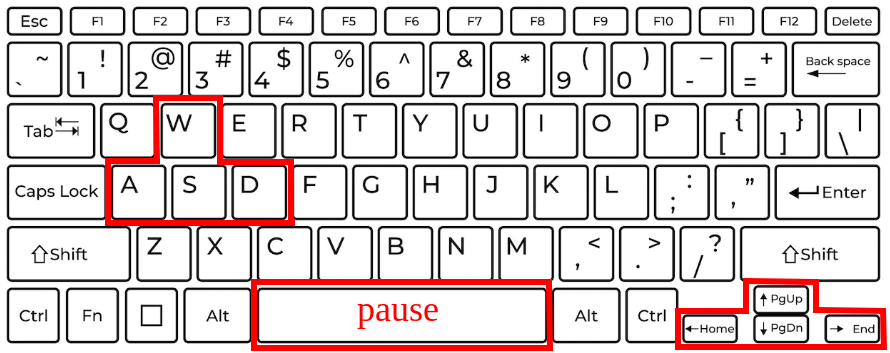 Esc F1 F2 F3 F4 F5 F6 F7 F8 F9 F10 F11 F12 Delete
~ ! @ # $ % ^ & * ( ) – + Back space
` 1 2 3 4 5 6 7 8 9 0 - =
Tab Q W E R T Y U I O P { [ } ] | \
Caps Lock A S D F G H J K L : ; " , Enter
Shift Z X C V B N M < , > . ? / Shift
Ctrl Fn Alt pause Alt Ctrl ←Home ↑ PgUp ↓ PgDn → End